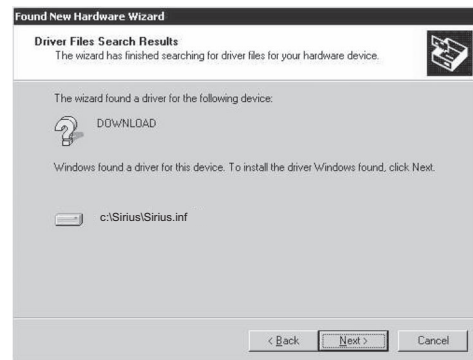 Found New Hardware Wizard
Driver Files Search Results
The wizard has finished searching for driver files for your hardware device.
The wizard found a driver for the following device:
DOWNLOAD
Windows found a driver for this device. To install the driver Windows found, click Next.
c:\Sirius\Sirius.inf
< Back
Next >
Cancel